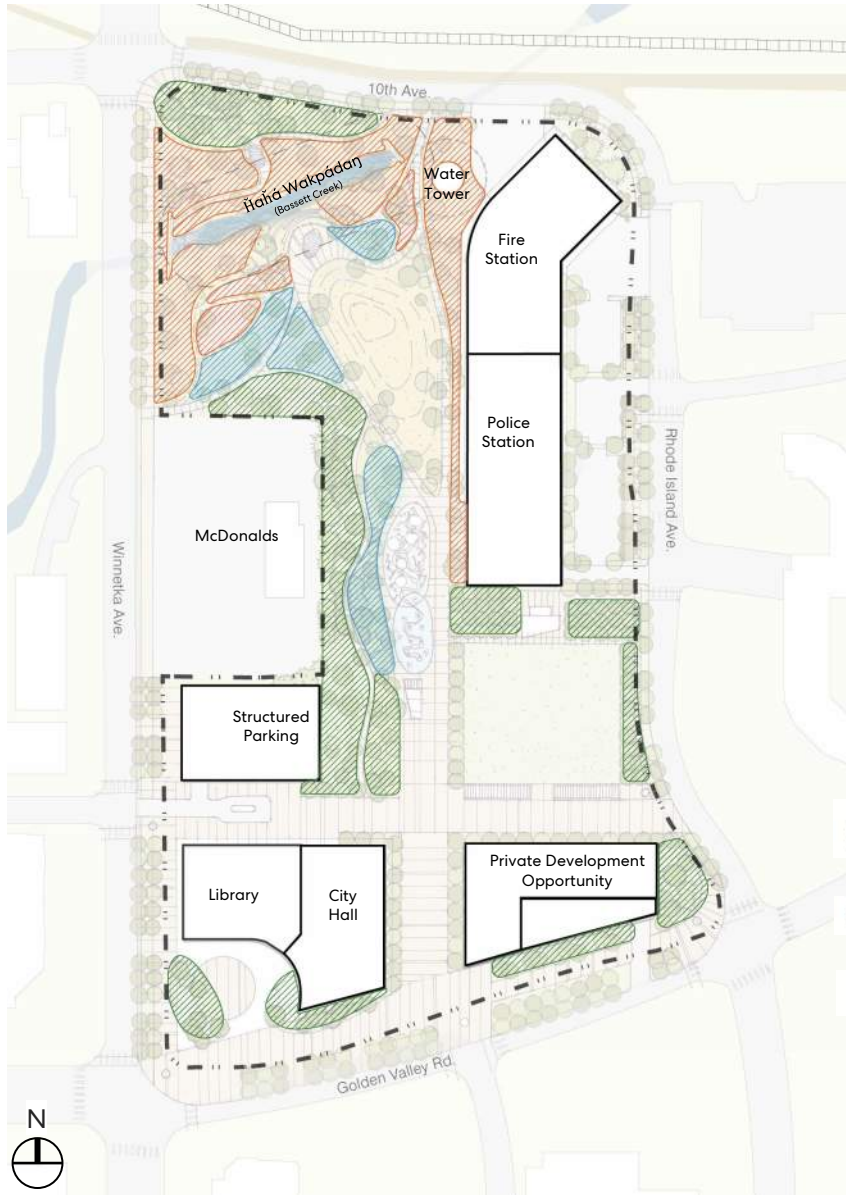 10th Ave.
Ȟaȟá Wakpádaŋ
(Bassett Creek)
Water
Tower
Fire
Station
Police
Station
Rhode Island Ave.
McDonalds
Winnetka Ave.
Structured
Parking
Private Development
Opportunity
Library
City
Hall
Golden Valley Rd.
N